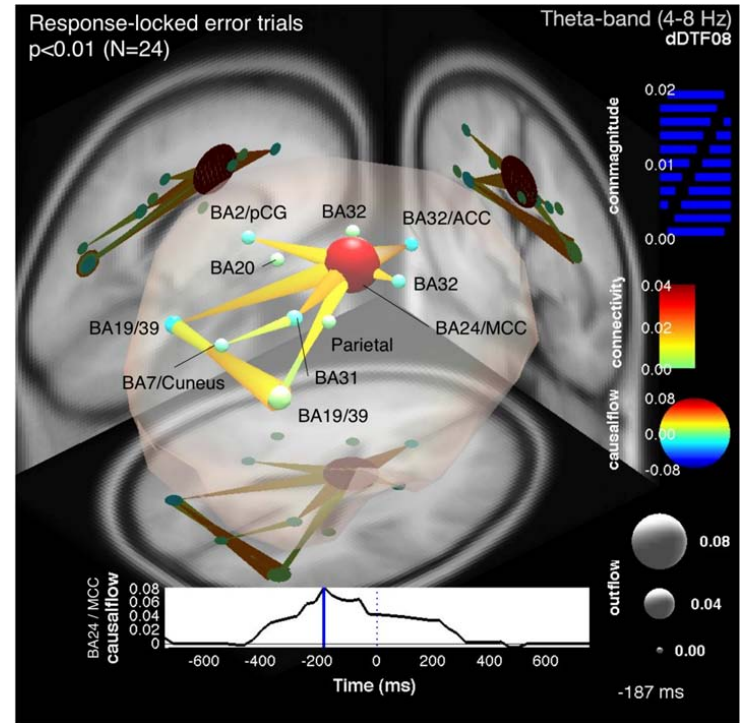 Response-locked error trials
p<0.01 (N=24)
Theta-band (4-8 Hz)
dDTF08
0.02
0.01
0.00
connmagnitude
BA2/pCG
BA32
BA32/ACC
BA20
BA32
BA19/39
BA24/MCC
Parietal
BA7/Cuneus
BA31
BA19/39
0.04
0.02
0.00
connectivity
0.08
0.00
-0.08
causalflow
0.08
0.04
0.00
outflow
-187 ms
BA24 / MCC
causalflow
0.08
0.06
0.04
0.02
0
-600 -400 -200 0 200 400 600
Time (ms)